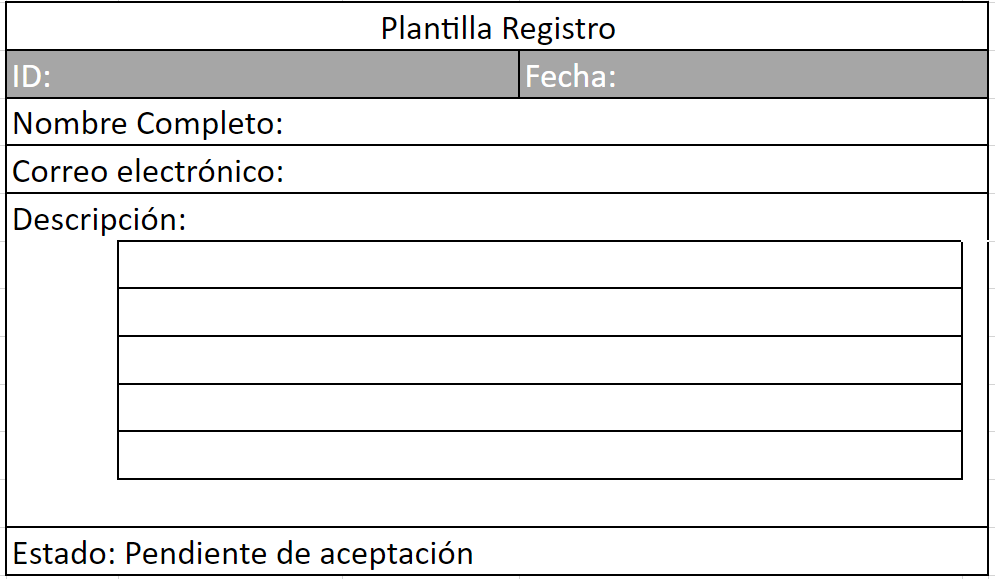 Plantilla Registro
ID: Fecha:
Nombre Completo:
Correo electrónico:
Descripción:
Estado: Pendiente de aceptación